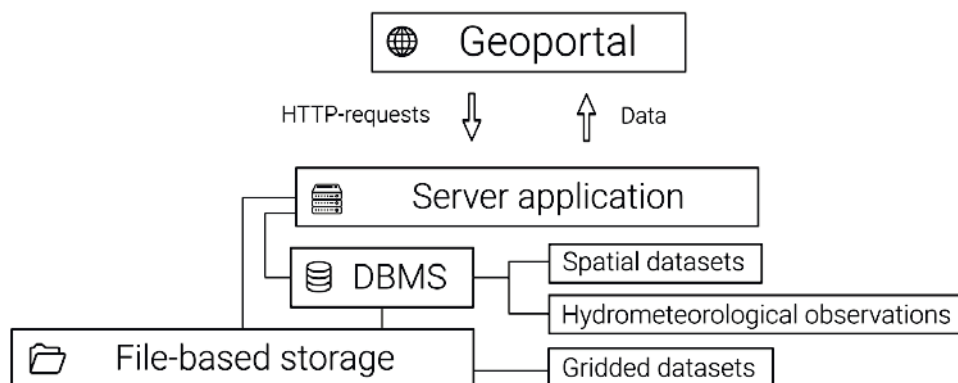 Geoportal
HTTP-requests
Data
Server application
DBMS
Spatial datasets
Hydrometeorological observations
File-based storage
Gridded datasets